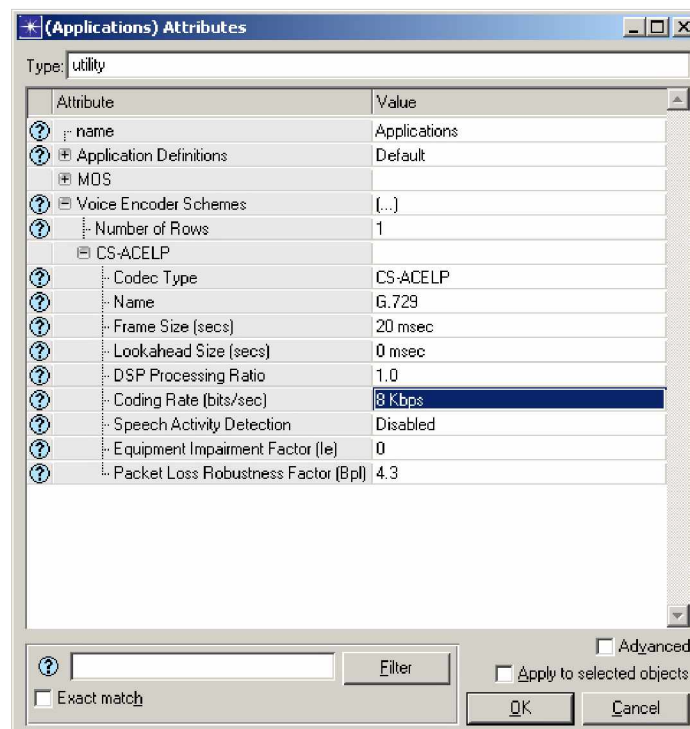 (Applications) Attributes
Type: utility
Attribute Value
name Applications
Application Definitions Default
MOS
Voice Encoder Schemes (...)
Number of Rows 1
CS-ACELP
Codec Type CS-ACELP
Name G.729
Frame Size (secs) 20 msec
Lookahead Size (secs) 0 msec
DSP Processing Ratio 1.0
Coding Rate (bits/sec) 8 Kbps
Speech Activity Detection Disabled
Equipment Impairment Factor (Ie) 0
Packet Loss Robustness Factor (Bpl) 4.3
Advanced
Filter
Apply to selected objects
Exact match
OK Cancel